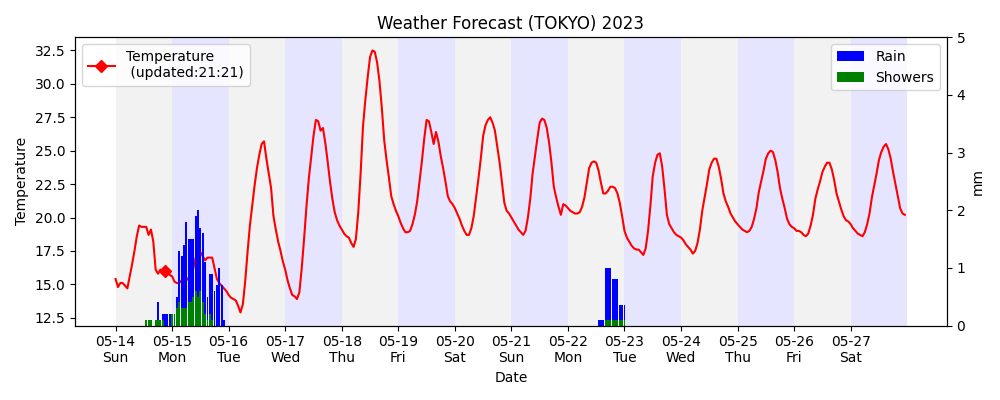 Weather Forecast (TOKYO) 2023
Temperature
(updated:21:21)
Rain
Showers
Temperature
32.5
30.0
27.5
25.0
22.5
20.0
17.5
15.0
12.5
5
4
3
2
1
0
mm
05-14 05-15 05-16 05-17 05-18 05-19 05-20 05-21 05-22 05-23 05-24 05-25 05-26 05-27
Sun Mon Tue Wed Thu Fri Sat Sun Mon Tue Wed Thu Fri Sat
Date